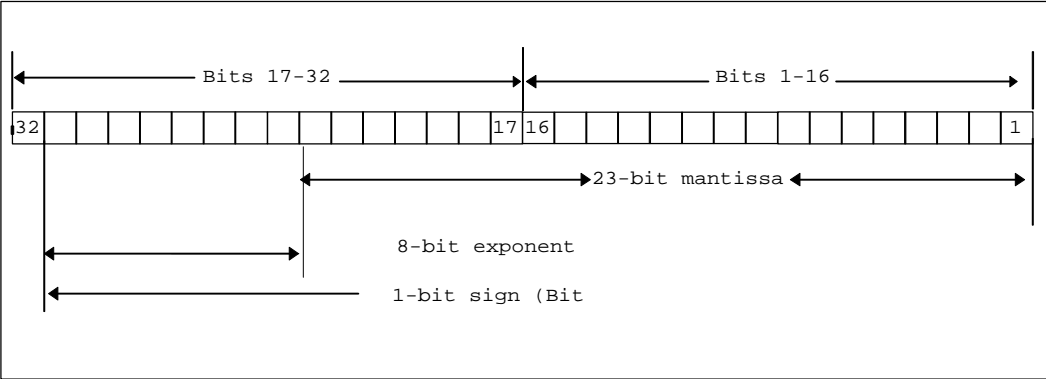 Bits 17-32 Bits 1-16
32 17 16 1
23-bit mantissa
8-bit exponent
1-bit sign (Bit